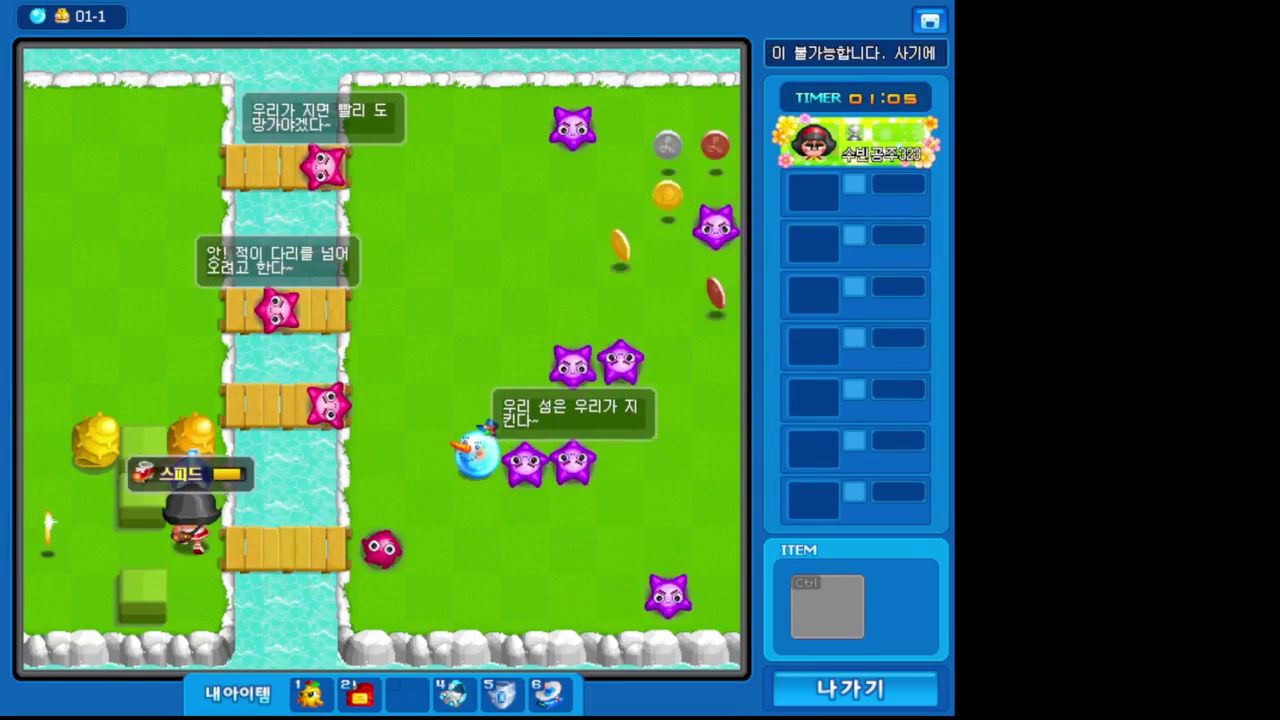 01-1
이 불가능합니다. 사기에
TIMER 01:05
수빈공주323
우리가 지면 빨리 도
망가야겠다~
앗! 적이 다리를 넘어
오려고 한다~
우리 섬은 우리가 지
킨다~
스피드
ITEM
Ctrl
내아이템
1 2 4 5 6
나가기